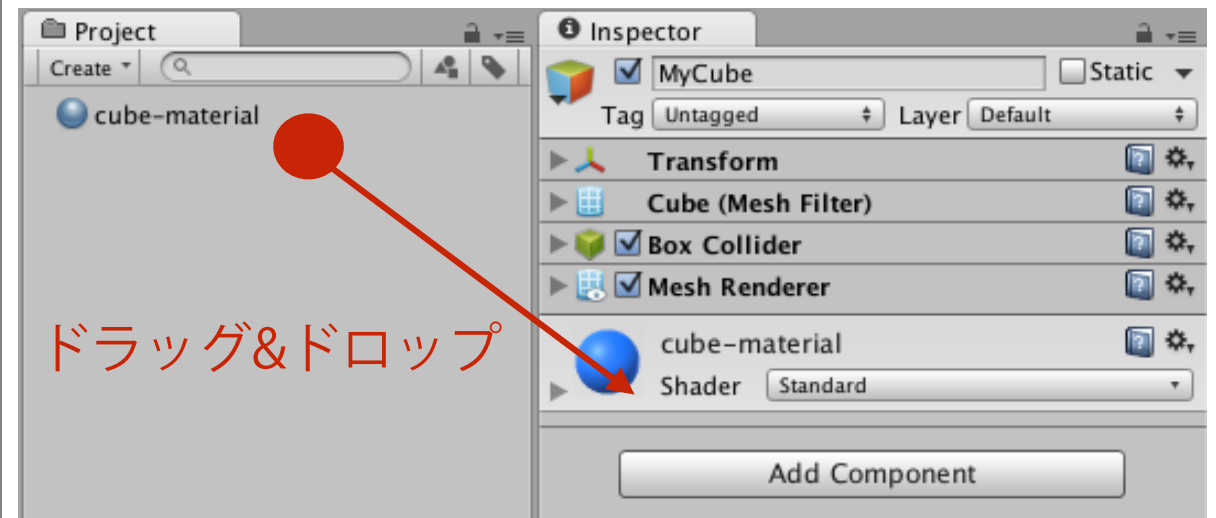 Project
Create
cube-material
ドラッグ&ドロップ
Inspector
MyCube
Static
Tag Untagged Layer Default
Transform
Cube (Mesh Filter)
Box Collider
Mesh Renderer
cube-material
Shader Standard
Add Component